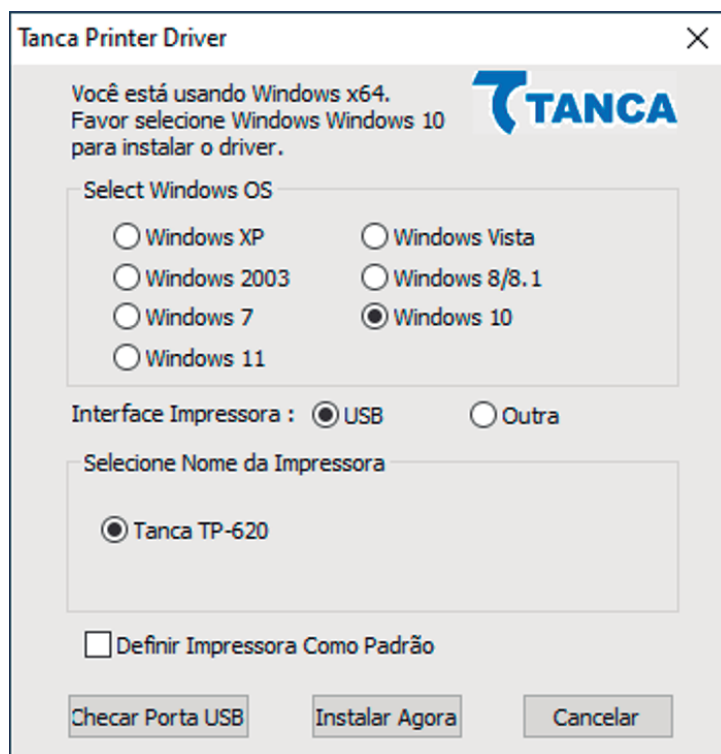 Tanca Printer Driver
Você está usando Windows x64.
Favor selecione Windows Windows 10
para instalar o driver.
TANCA
Select Windows OS
Windows XP
Windows Vista
Windows 2003
Windows 8/8.1
Windows 7
Windows 10
Windows 11
Interface Impressora : USB Outra
Selecione Nome da Impressora
Tanca TP-620
Definir Impressora Como Padrão
Checar Porta USB
Instalar Agora
Cancelar